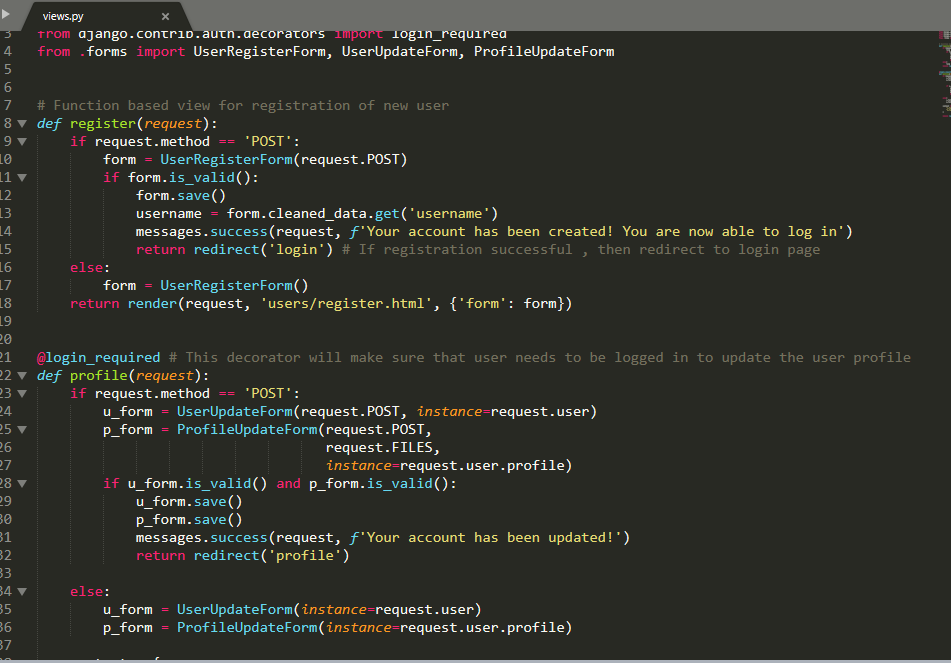 views.py
3 from django.contrib.auth.decorators import login_required
4 from .forms import UserRegisterForm, UserUpdateForm, ProfileUpdateForm
5
6
7 # Function based view for registration of new user
8 def register(request):
9     if request.method == 'POST':
10         form = UserRegisterForm(request.POST)
11         if form.is_valid():
12             form.save()
13             username = form.cleaned_data.get('username')
14             messages.success(request, f'Your account has been created! You are now able to log in')
15             return redirect('login') # If registration successful , then redirect to login page
16     else:
17         form = UserRegisterForm()
18     return render(request, 'users/register.html', {'form': form})
19
20
21 @login_required # This decorator will make sure that user needs to be logged in to update the user profile
22 def profile(request):
23     if request.method == 'POST':
24         u_form = UserUpdateForm(request.POST, instance=request.user)
25         p_form = ProfileUpdateForm(request.POST,
26                                    request.FILES,
27                                    instance=request.user.profile)
28         if u_form.is_valid() and p_form.is_valid():
29             u_form.save()
30             p_form.save()
31             messages.success(request, f'Your account has been updated!')
32             return redirect('profile')
33
34     else:
35         u_form = UserUpdateForm(instance=request.user)
36         p_form = ProfileUpdateForm(instance=request.user.profile)
37